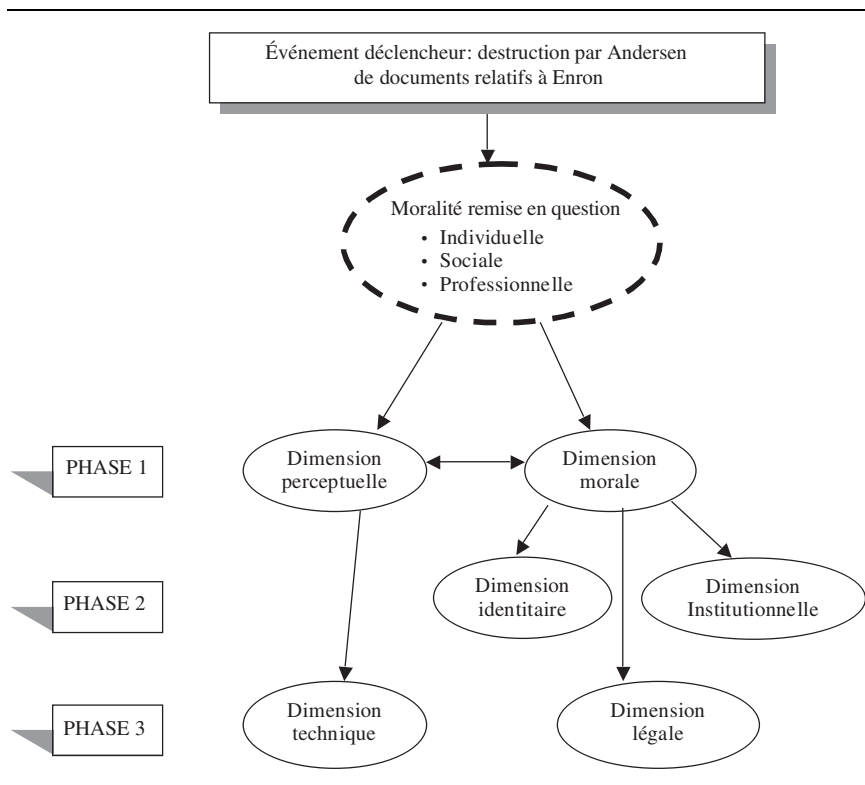 Événement déclencheur: destruction par Andersen
de documents relatifs à Enron
Moralité remise en question
• Individuelle
• Sociale
• Professionnelle
PHASE 1
Dimension
perceptuelle
Dimension
morale
PHASE 2
Dimension
identitaire
Dimension
Institutionnelle
PHASE 3
Dimension
technique
Dimension
légale